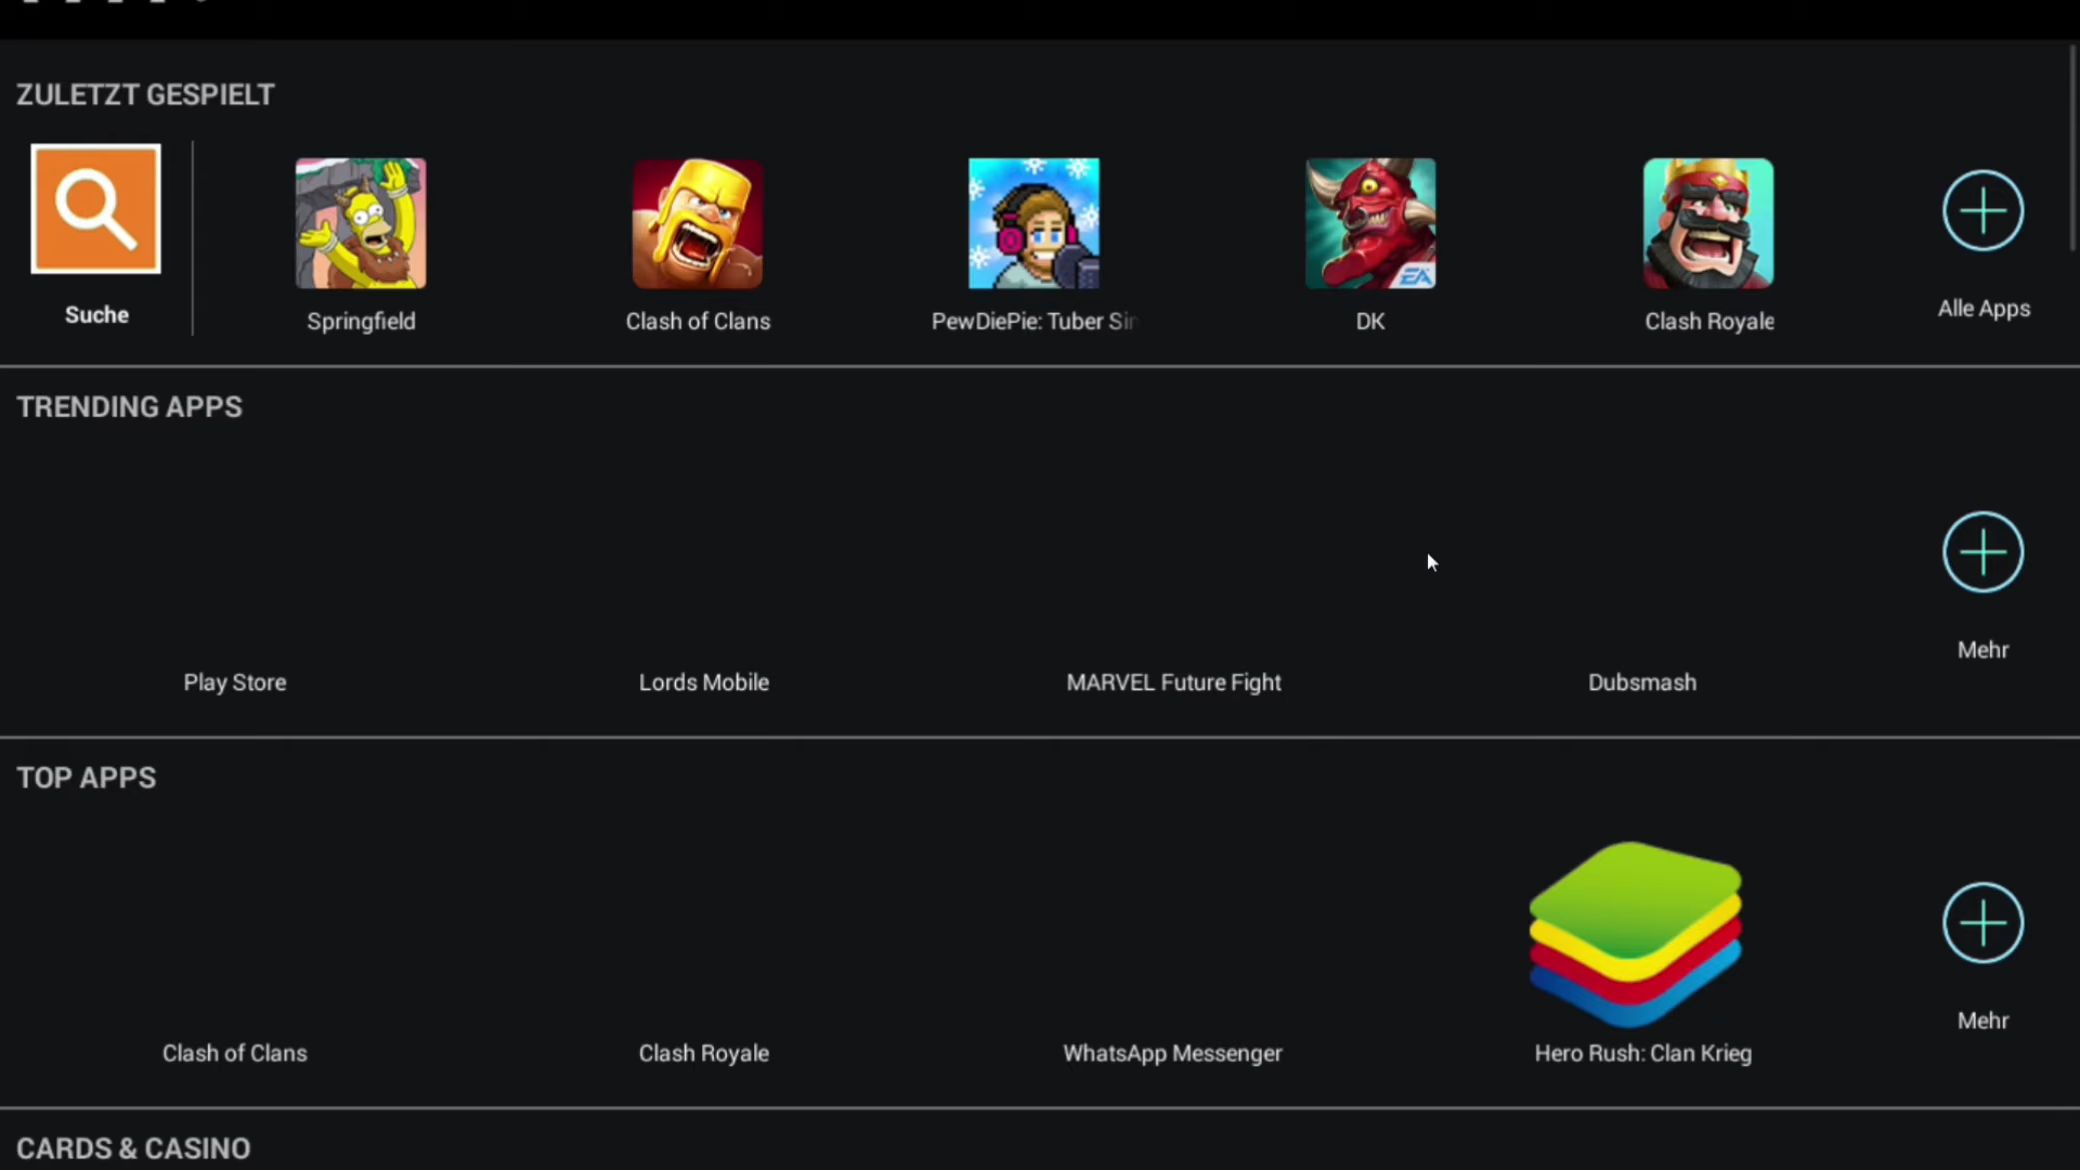 ZULETZT GESPIELT
Suche
Springfield
Clash of Clans
PewDiePie: Tuber Sim
DK
EA
Clash Royale
Alle Apps
TRENDING APPS
Play Store
Lords Mobile
MARVEL Future Fight
Dubsmash
Mehr
TOP APPS
Clash of Clans
Clash Royale
WhatsApp Messenger
Hero Rush: Clan Krieg
Mehr
CARDS & CASINO